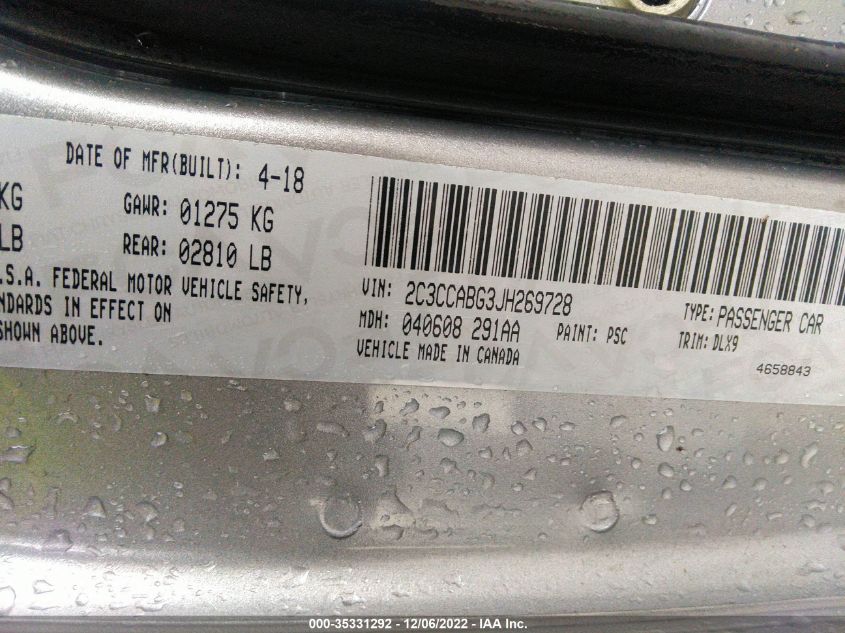 DATE OF MFR(BUILT): 4-18
KG GAWR: 01275 KG
LB REAR: 02810 LB
.S.A. FEDERAL MOTOR VEHICLE SAFETY,
NDARDS IN EFFECT ON
SHOWN ABOVE.
VIN: 2C3CCABG3JH269728
TYPE: PASSENGER CAR
MDH: 040608 291AA PAINT: PSC TRIM: DLX9
VEHICLE MADE IN CANADA
4658843
000-35331292 - 12/06/2022 - IAA Inc.